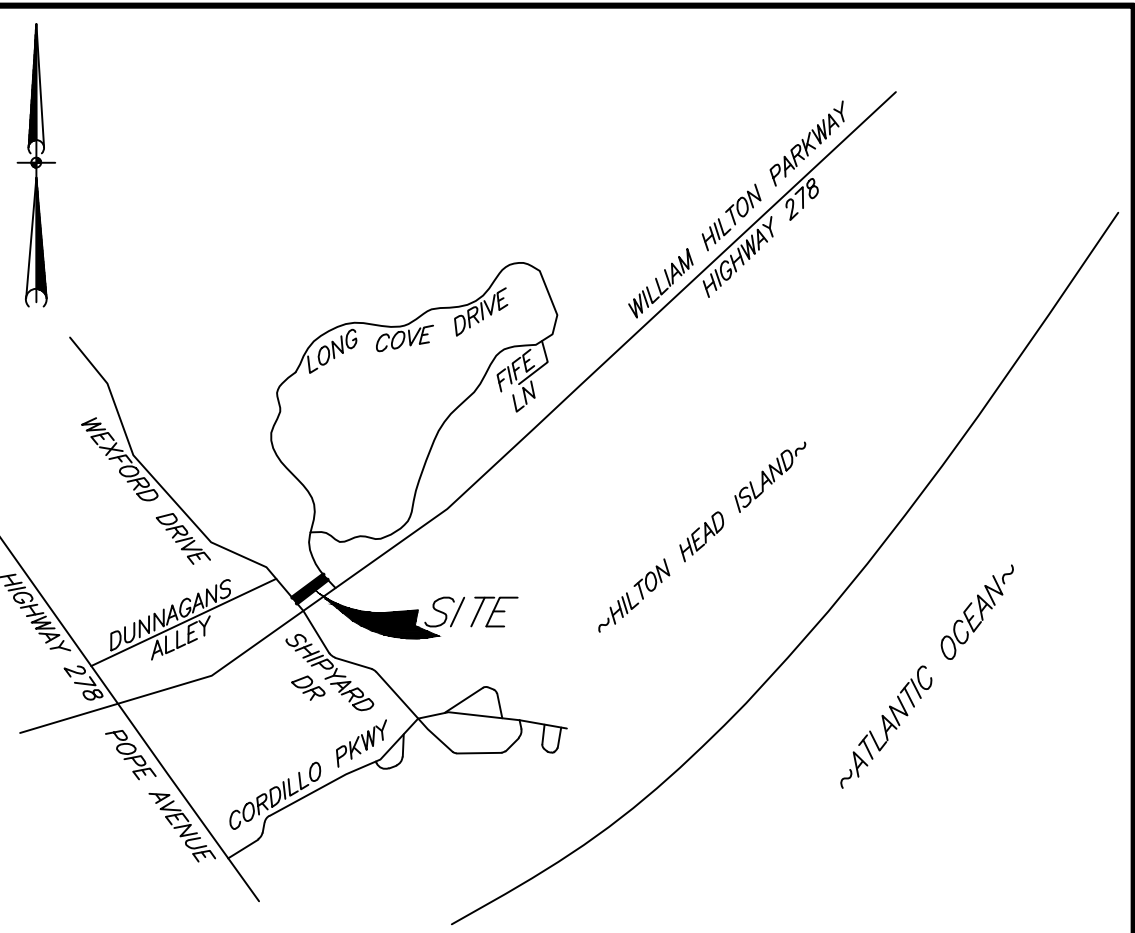 WILLIAM HILTON PARKWAY
HIGHWAY 278
LONG COVE DRIVE
FIFE
LN
WEXFORD DRIVE
~HILTON HEAD ISLAND~
HIGHWAY 278
DUNNAGANS
ALLEY
SITE
SHIPYARD
DR
~ATLANTIC OCEAN~
POPE AVENUE
CORDILLO PKWY